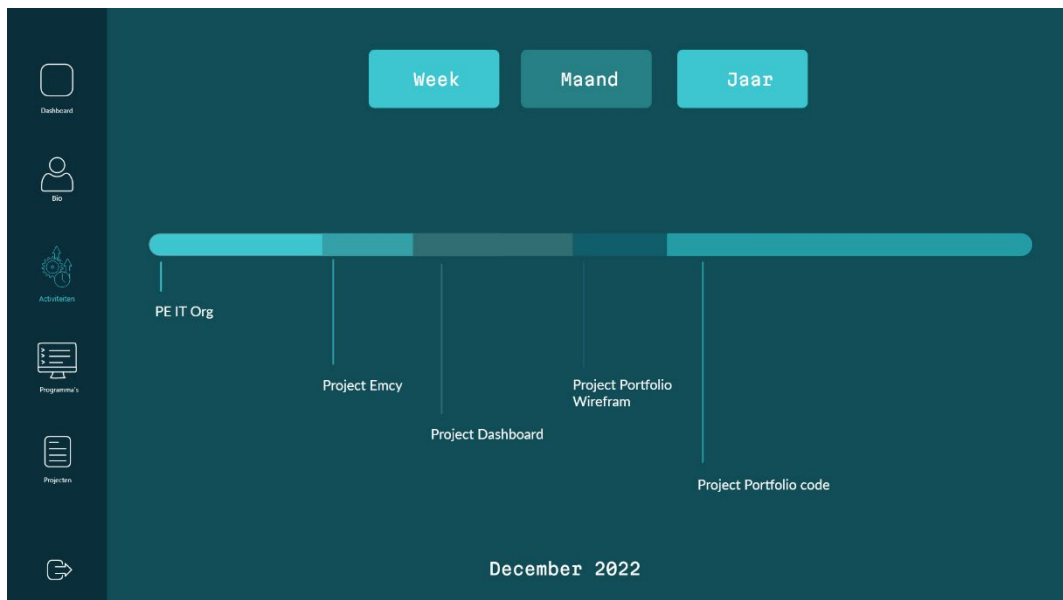 Dashboard
Bio
Activiteiten
Programma's
Projecten
Week
Maand
Jaar
PE IT Org
Project Emcy
Project Dashboard
Project Portfolio
Wirefram
Project Portfolio code
December 2022